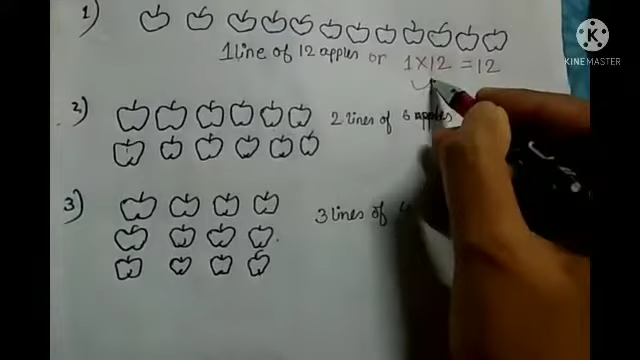 1)
1 line of 12 apples or 1 × 12 = 12
2)
2 lines of 6 apples
3)
3 lines of
KINEMASTER